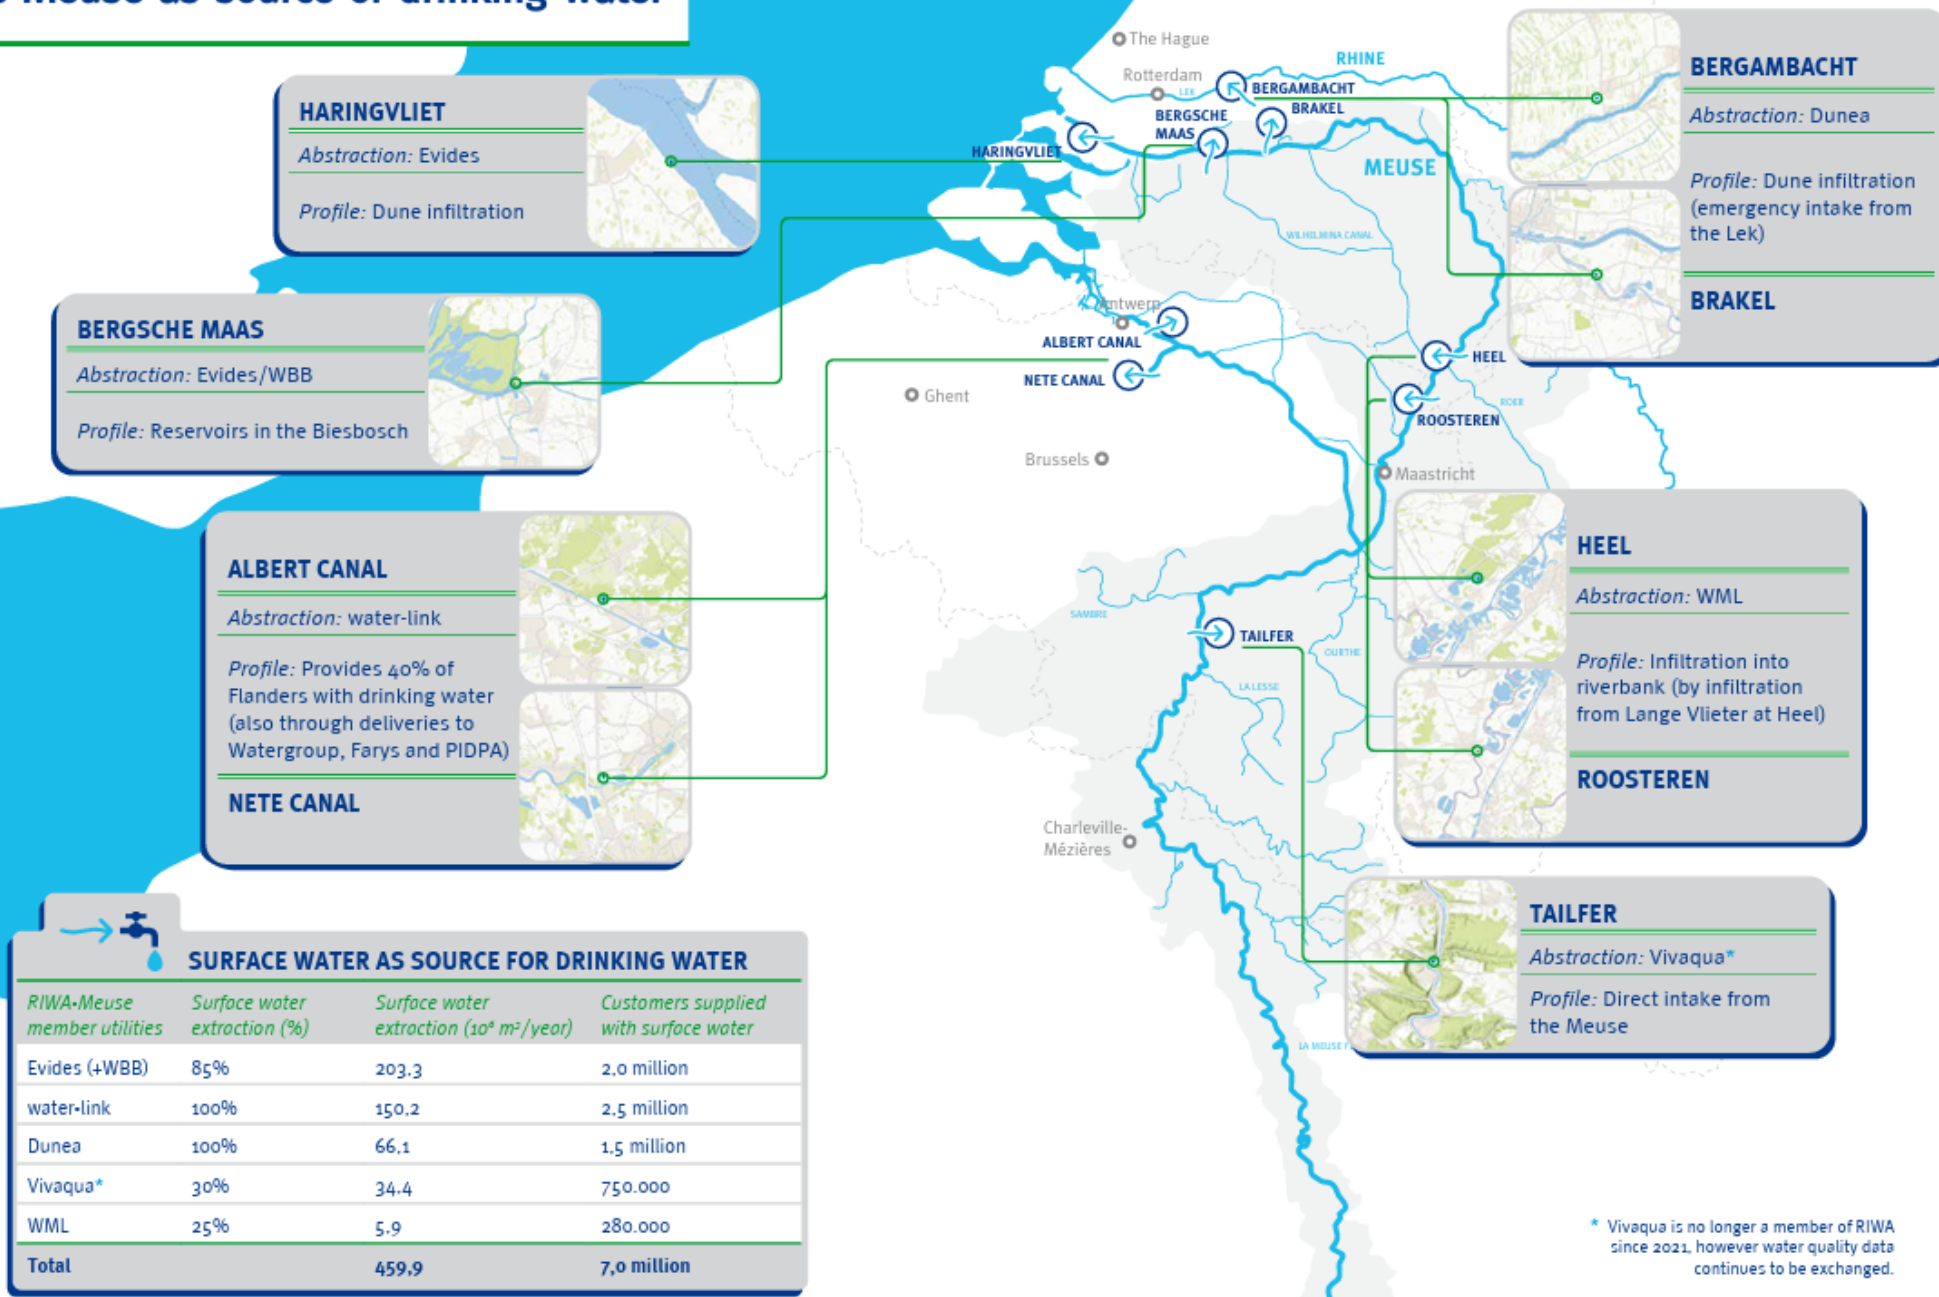 Meuse as source of drinking water
HARINGVLIET
Abstraction: Evides
Profile: Dune infiltration
BERGSCHE MAAS
Abstraction: Evides/WBB
Profile: Reservoirs in the Biesbosch
ALBERT CANAL
Abstraction: water-link
Profile: Provides 40% of
Flanders with drinking water
(also through deliveries to
Watergroup, Farys and PIDPA)
NETE CANAL
The Hague
Rotterdam
LEK
RHINE
BERGAMBACHT
BRAKEL
BERGSCHE
MAAS
HARINGVLIET
MEUSE
WILHELMINA CANAL
Antwerp
ALBERT CANAL
NETE CANAL
HEEL
ROER
ROOSTEREN
Ghent
Brussels
Maastricht
SAMBRE
TAILFER
OURTHE
LA LESSE
Charleville-
Mézières
LA MEUSE
BERGAMBACHT
Abstraction: Dunea
Profile: Dune infiltration
(emergency intake from
the Lek)
BRAKEL
HEEL
Abstraction: WML
Profile: Infiltration into
riverbank (by infiltration
from Lange Vlieter at Heel)
ROOSTEREN
TAILFER
Abstraction: Vivaqua*
Profile: Direct intake from
the Meuse
SURFACE WATER AS SOURCE FOR DRINKING WATER
RIWA-Meuse member utilities Surface water extraction (%) Surface water extraction (10⁶ m³/year) Customers supplied with surface water
Evides (+WBB) 85% 203,3 2,0 million
water-link 100% 150,2 2,5 million
Dunea 100% 66,1 1,5 million
Vivaqua* 30% 34,4 750.000
WML 25% 5,9 280.000
Total 459,9 7,0 million
* Vivaqua is no longer a member of RIWA
since 2021, however water quality data
continues to be exchanged.